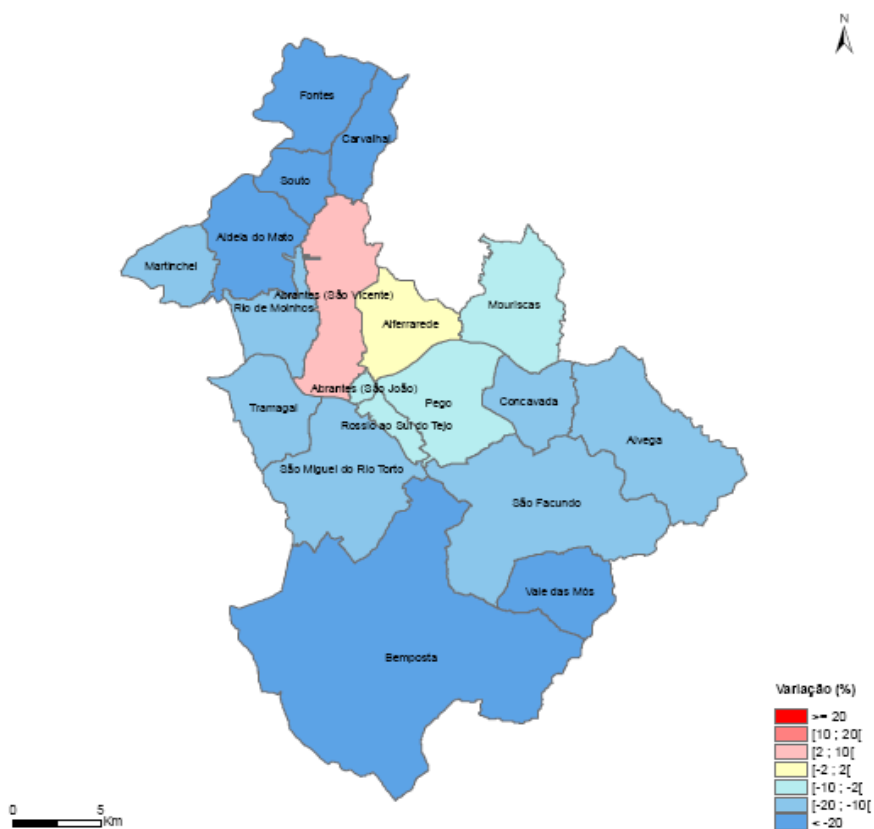 N
Fontes
Carvalhal
Souto
Aldeia do Mato
Martinchel
Abrantes (São Vicente)
Rio de Moinhos
Mouriscas
Alferrarede
Abrantes (São João)
Tramagal
Pego
Concavada
Rossio ao Sul do Tejo
Alvega
São Miguel do Rio Torto
São Facundo
Vale das Mós
Bemposta
Variação (%)
>= 20
[10 ; 20[
[2 ; 10[
[-2 ; 2[
[-10 ; -2[
[-20 ; -10[
< -20
0 5
Km